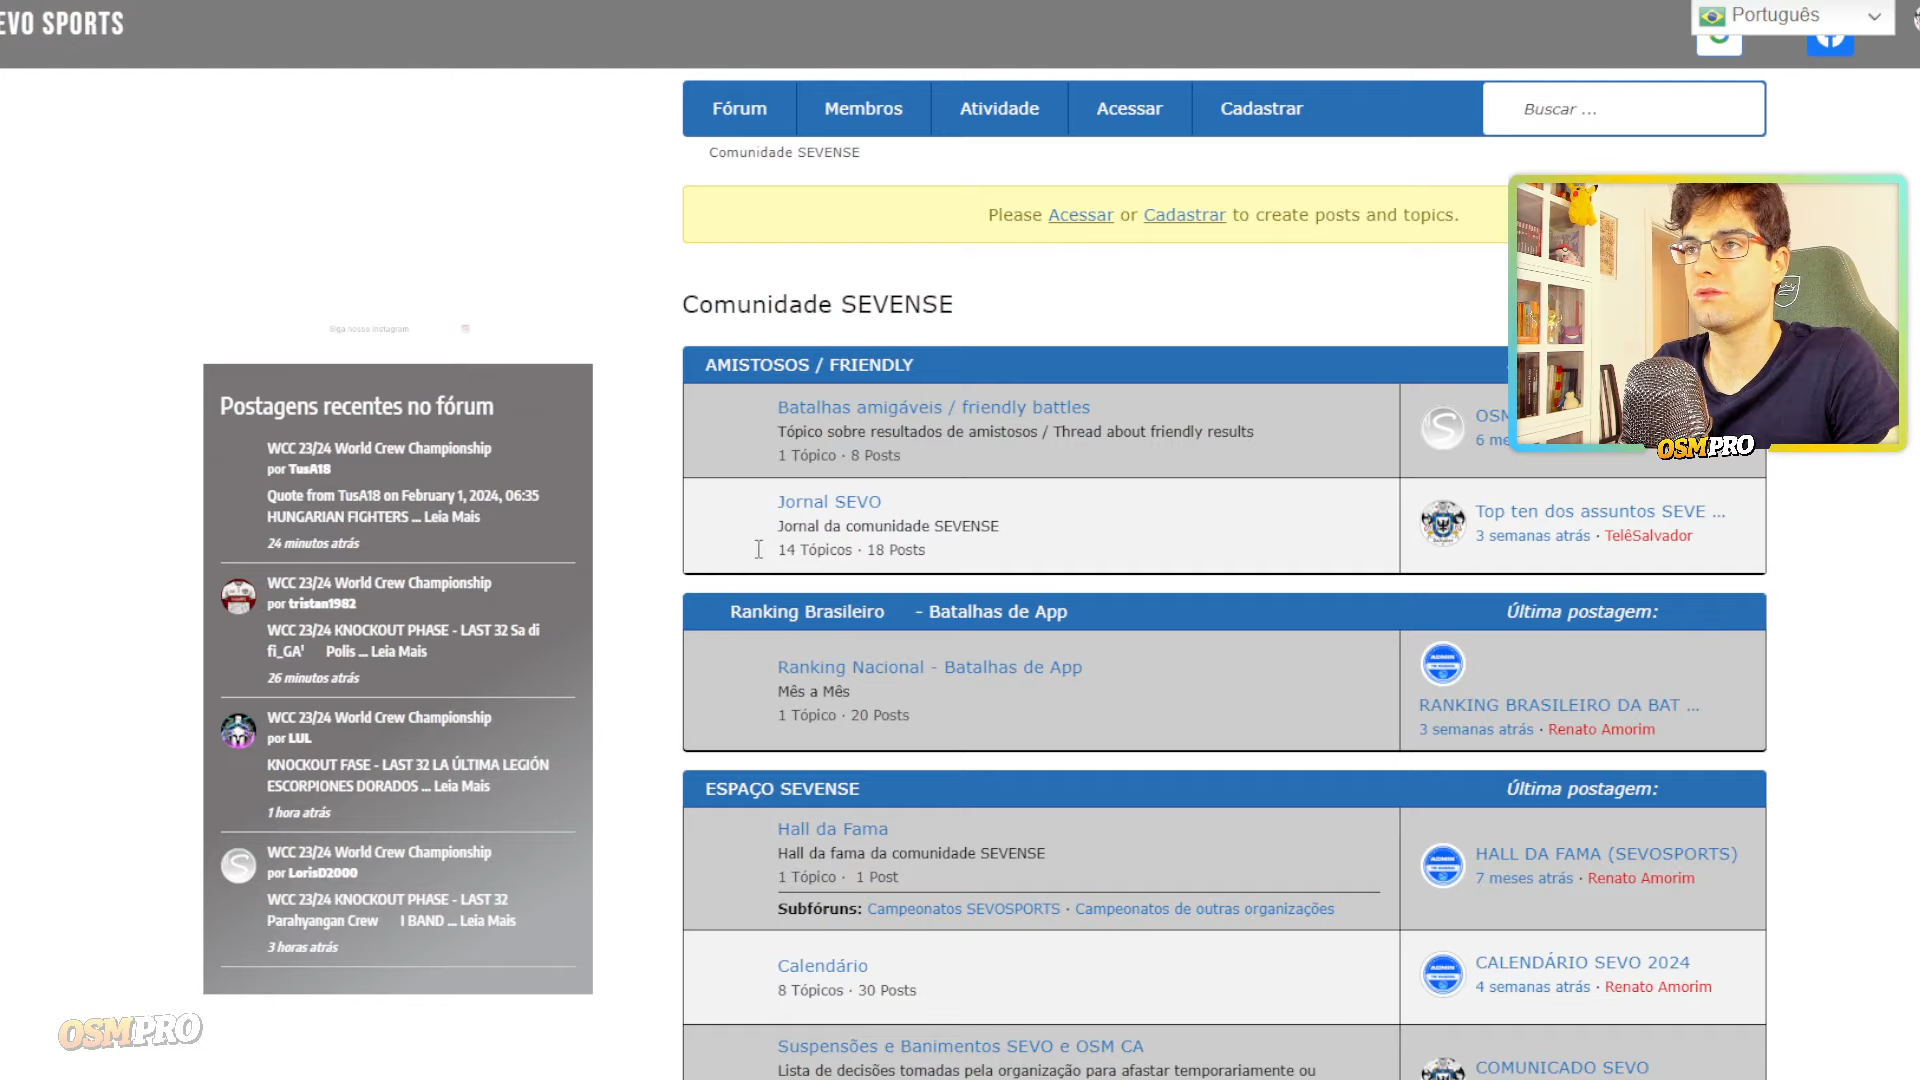 EVO SPORTS
Português
Fórum
Membros
Atividade
Acessar
Cadastrar
Buscar ...
Comunidade SEVENSE
Please Acessar or Cadastrar to create posts and topics.
Comunidade SEVENSE
Siga nosso Instagram
Postagens recentes no fórum
WCC 23/24 World Crew Championship
por TusA18
Quote from TusA18 on February 1, 2024, 06:35
HUNGARIAN FIGHTERS ... Leia Mais
24 minutos atrás
WCC 23/24 World Crew Championship
por tristan1982
WCC 23/24 KNOCKOUT PHASE - LAST 32 Sa di
fi_GA' Polis ... Leia Mais
26 minutos atrás
WCC 23/24 World Crew Championship
por LUL
KNOCKOUT FASE - LAST 32 LA ÚLTIMA LEGIÓN
ESCORPIONES DORADOS ... Leia Mais
1 hora atrás
WCC 23/24 World Crew Championship
por LorisD2000
WCC 23/24 KNOCKOUT PHASE - LAST 32
Parahyangan Crew I BAND ... Leia Mais
3 horas atrás
AMISTOSOS / FRIENDLY
Batalhas amigáveis / friendly battles
Tópico sobre resultados de amistosos / Thread about friendly results
1 Tópico · 8 Posts
OSM
6 me
Jornal SEVO
Jornal da comunidade SEVENSE
14 Tópicos · 18 Posts
Top ten dos assuntos SEVE ...
3 semanas atrás · TelêSalvador
Ranking Brasileiro - Batalhas de App
Última postagem:
Ranking Nacional - Batalhas de App
Mês a Mês
1 Tópico · 20 Posts
ADMIN
RANKING BRASILEIRO DA BAT ...
3 semanas atrás · Renato Amorim
ESPAÇO SEVENSE
Última postagem:
Hall da Fama
Hall da fama da comunidade SEVENSE
1 Tópico · 1 Post
Subfóruns: Campeonatos SEVOSPORTS · Campeonatos de outras organizações
ADMIN
HALL DA FAMA (SEVOSPORTS)
7 meses atrás · Renato Amorim
Calendário
8 Tópicos · 30 Posts
ADMIN
CALENDÁRIO SEVO 2024
4 semanas atrás · Renato Amorim
Suspensões e Banimentos SEVO e OSM CA
Lista de decisões tomadas pela organização para afastar temporariamente ou
COMUNICADO SEVO
OSMPRO
OSMPRO